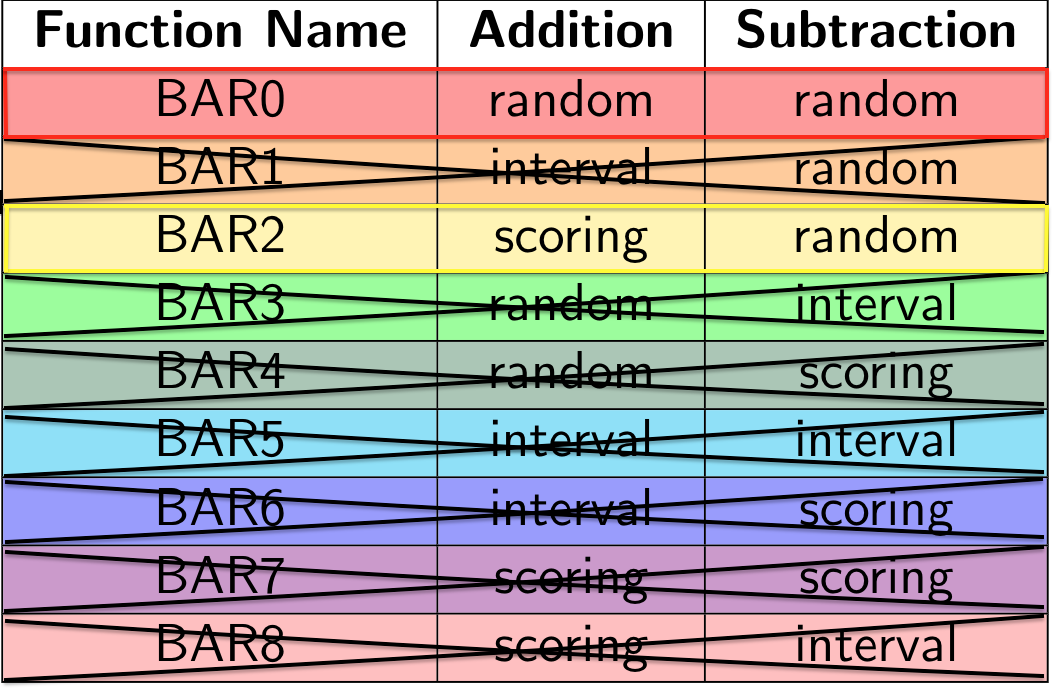 Function Name Addition Subtraction
BAR0 random random
BAR1 interval random
BAR2 scoring random
BAR3 random interval
BAR4 random scoring
BAR5 interval interval
BAR6 interval scoring
BAR7 scoring scoring
BAR8 scoring interval